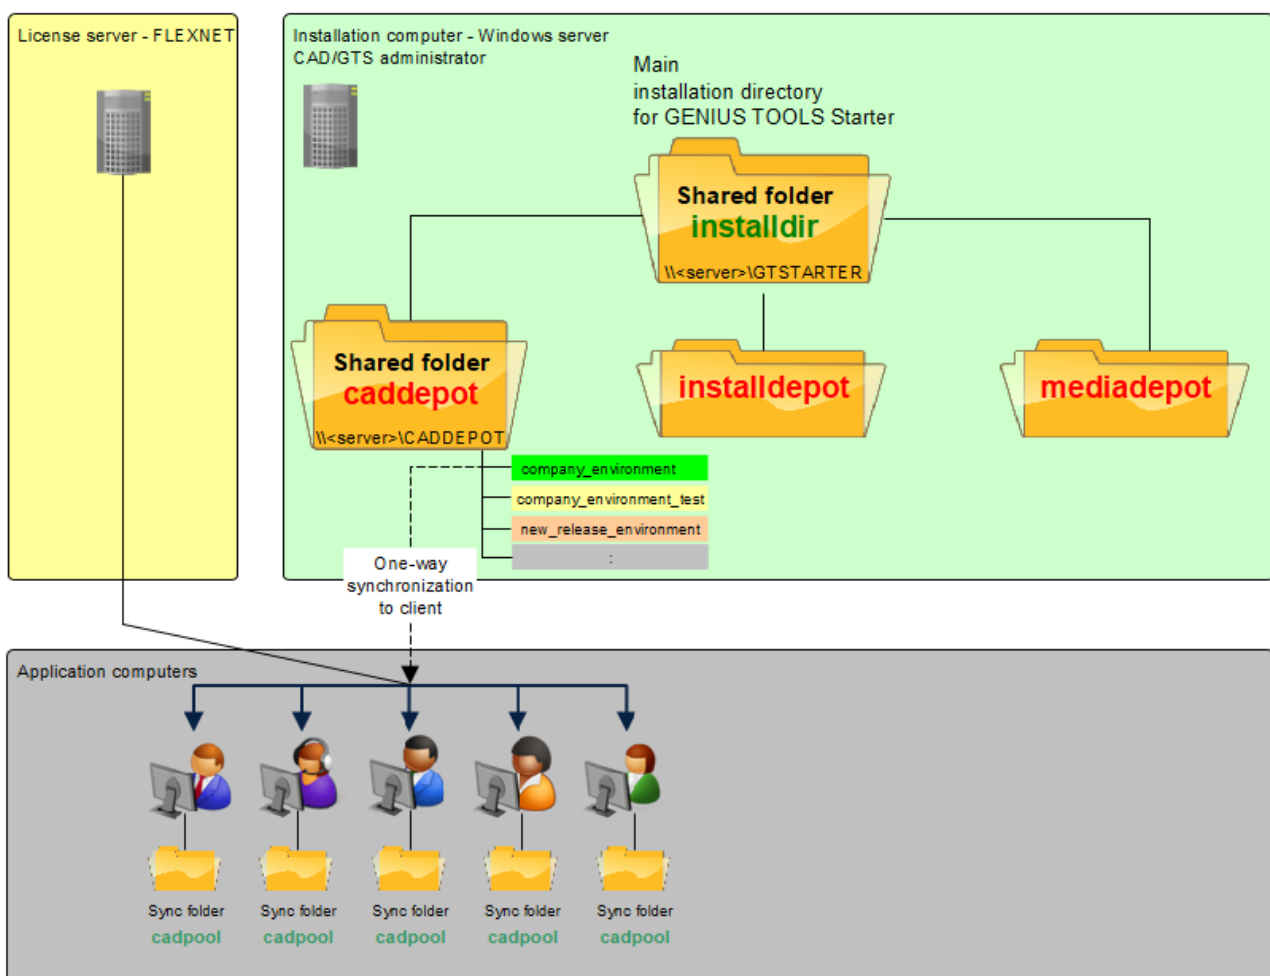 License server - FLEXNET
Installation computer - Windows server
CAD/GTS administrator
Main
installation directory
for GENIUS TOOLS Starter
Shared folder
installdir
\\<server>\GTSTARTER
Shared folder
caddepot
\\<server>\CADDEPOT
installdepot
mediadepot
company_environment
company_environment_test
new_release_environment
:
One-way
synchronization
to client
Application computers
Sync folder
cadpool
Sync folder
cadpool
Sync folder
cadpool
Sync folder
cadpool
Sync folder
cadpool